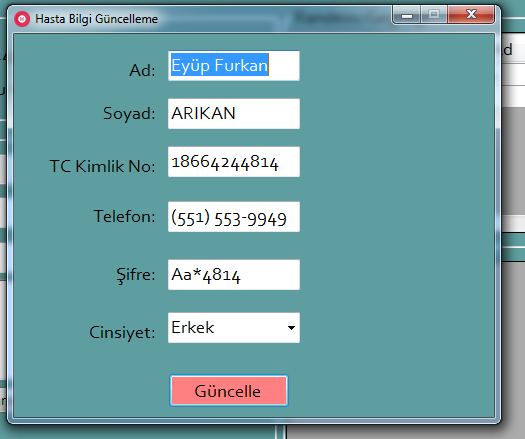 Hasta Bilgi Güncelleme
Ad: Eyüp Furkan
Soyad: ARIKAN
TC Kimlik No: 18664244814
Telefon: (551) 553-9949
Şifre: Aa*4814
Cinsiyet: Erkek
Güncelle